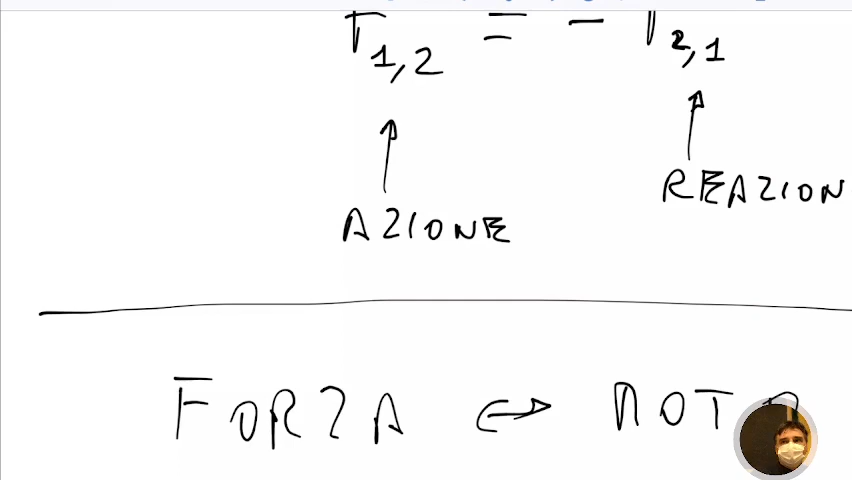 F1,2 = - F2,1
AZIONE REAZION
FORZA ↔ MOTO